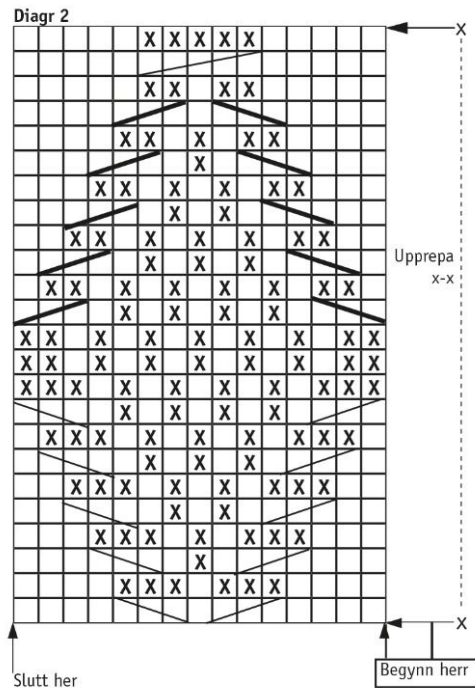 Diagr 2
X X X X X x
X X X X
X X X X X
X
X X X X X X
X X
X X X X X X X
X X X
Upprepa
x-x
X X X X X X X X
X X X X
X X X X X X X X X
X X X X X X X X X
X X X X X X X X X X
X X X X
X X X X X X X X X
X X X
X X X X X X X X
X X
X X X X X X X
X
X X X X X X
x
Slutt her
Begynn herr